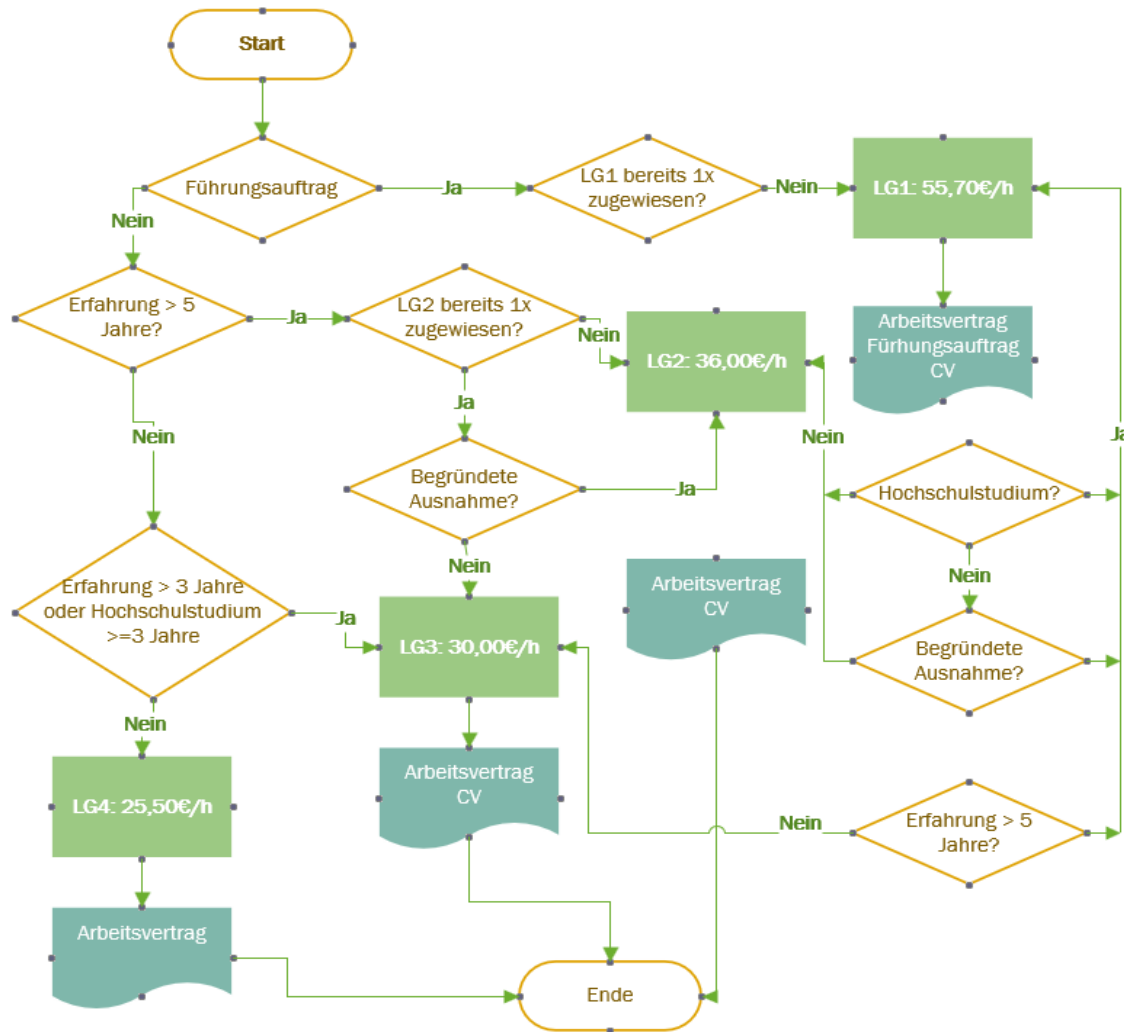 Start
Führungsauftrag
Ja
LG1 bereits 1x
zugewiesen?
Nein
LG1: 55,70€/h
Nein
Erfahrung > 5
Jahre?
Ja
LG2 bereits 1x
zugewiesen?
Nein
LG2: 36,00€/h
Arbeitsvertrag
Fürhungsauftrag
CV
Ja
Nein
Nein
Ja
Begründete
Ausnahme?
Ja
Hochschulstudium?
Nein
Nein
Erfahrung > 3 Jahre
oder Hochschulstudium
>=3 Jahre
Ja
LG3: 30,00€/h
Arbeitsvertrag
CV
Begründete
Ausnahme?
Nein
LG4: 25,50€/h
Arbeitsvertrag
CV
Nein
Erfahrung > 5
Jahre?
Arbeitsvertrag
Ende